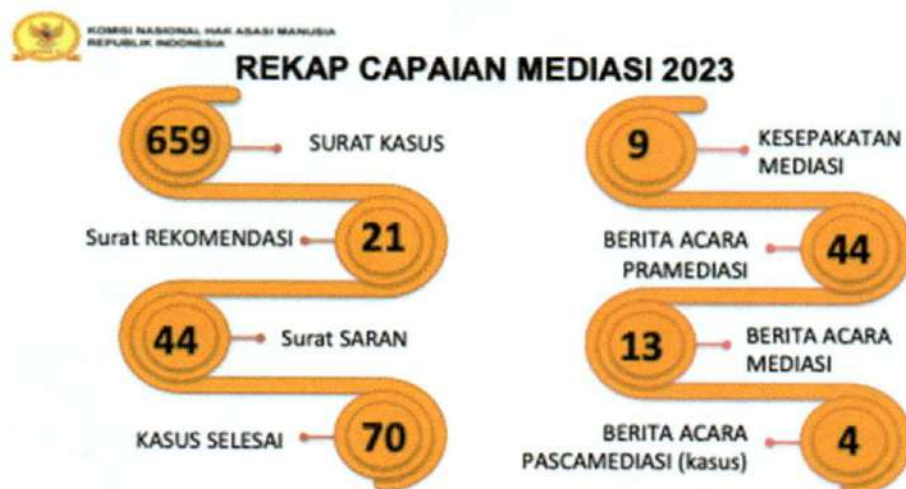 KOMISI NASIONAL HAK ASASI MANUSIA
REPUBLIK INDONESIA
REKAP CAPAIAN MEDIASI 2023
659
SURAT KASUS
Surat REKOMENDASI
21
44
Surat SARAN
KASUS SELESAI
70
9
KESEPAKATAN
MEDIASI
BERITA ACARA
PRAMEDIASI
44
13
BERITA ACARA
MEDIASI
BERITA ACARA
PASCAMEDIASI (kasus)
4